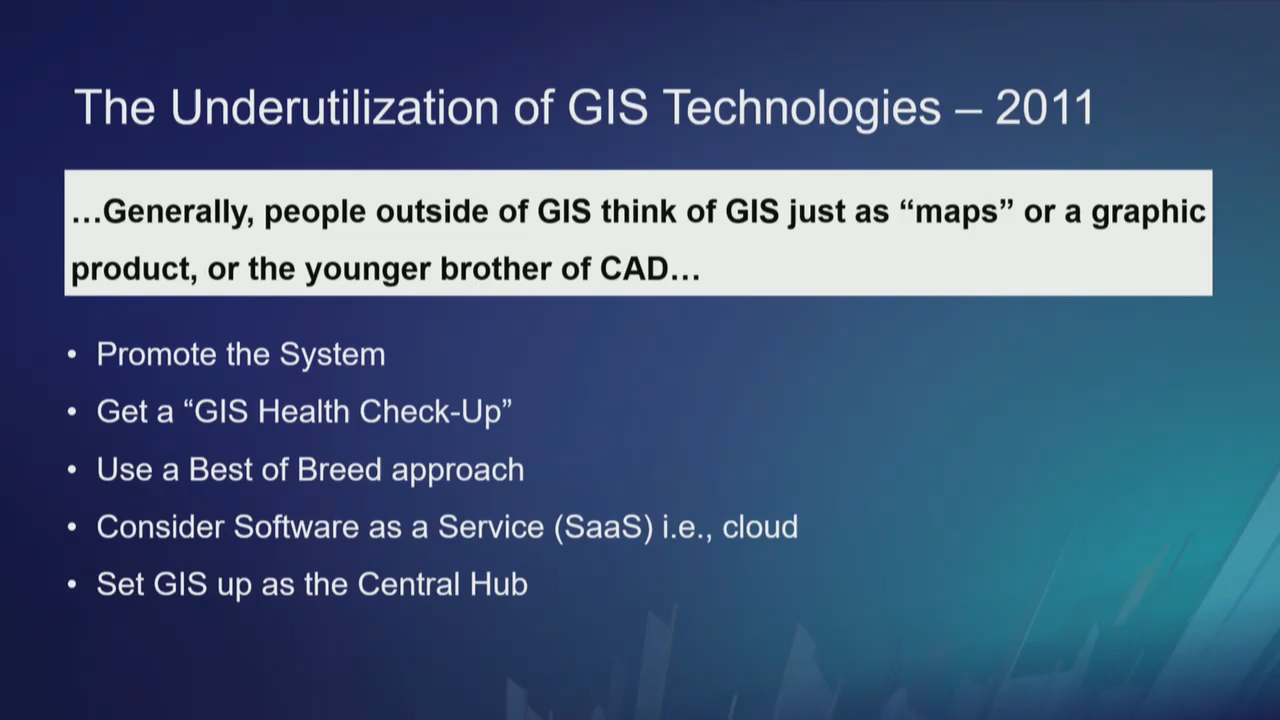 The Underutilization of GIS Technologies – 2011
…Generally, people outside of GIS think of GIS just as “maps” or a graphic
product, or the younger brother of CAD…
• Promote the System
• Get a “GIS Health Check-Up”
• Use a Best of Breed approach
• Consider Software as a Service (SaaS) i.e., cloud
• Set GIS up as the Central Hub